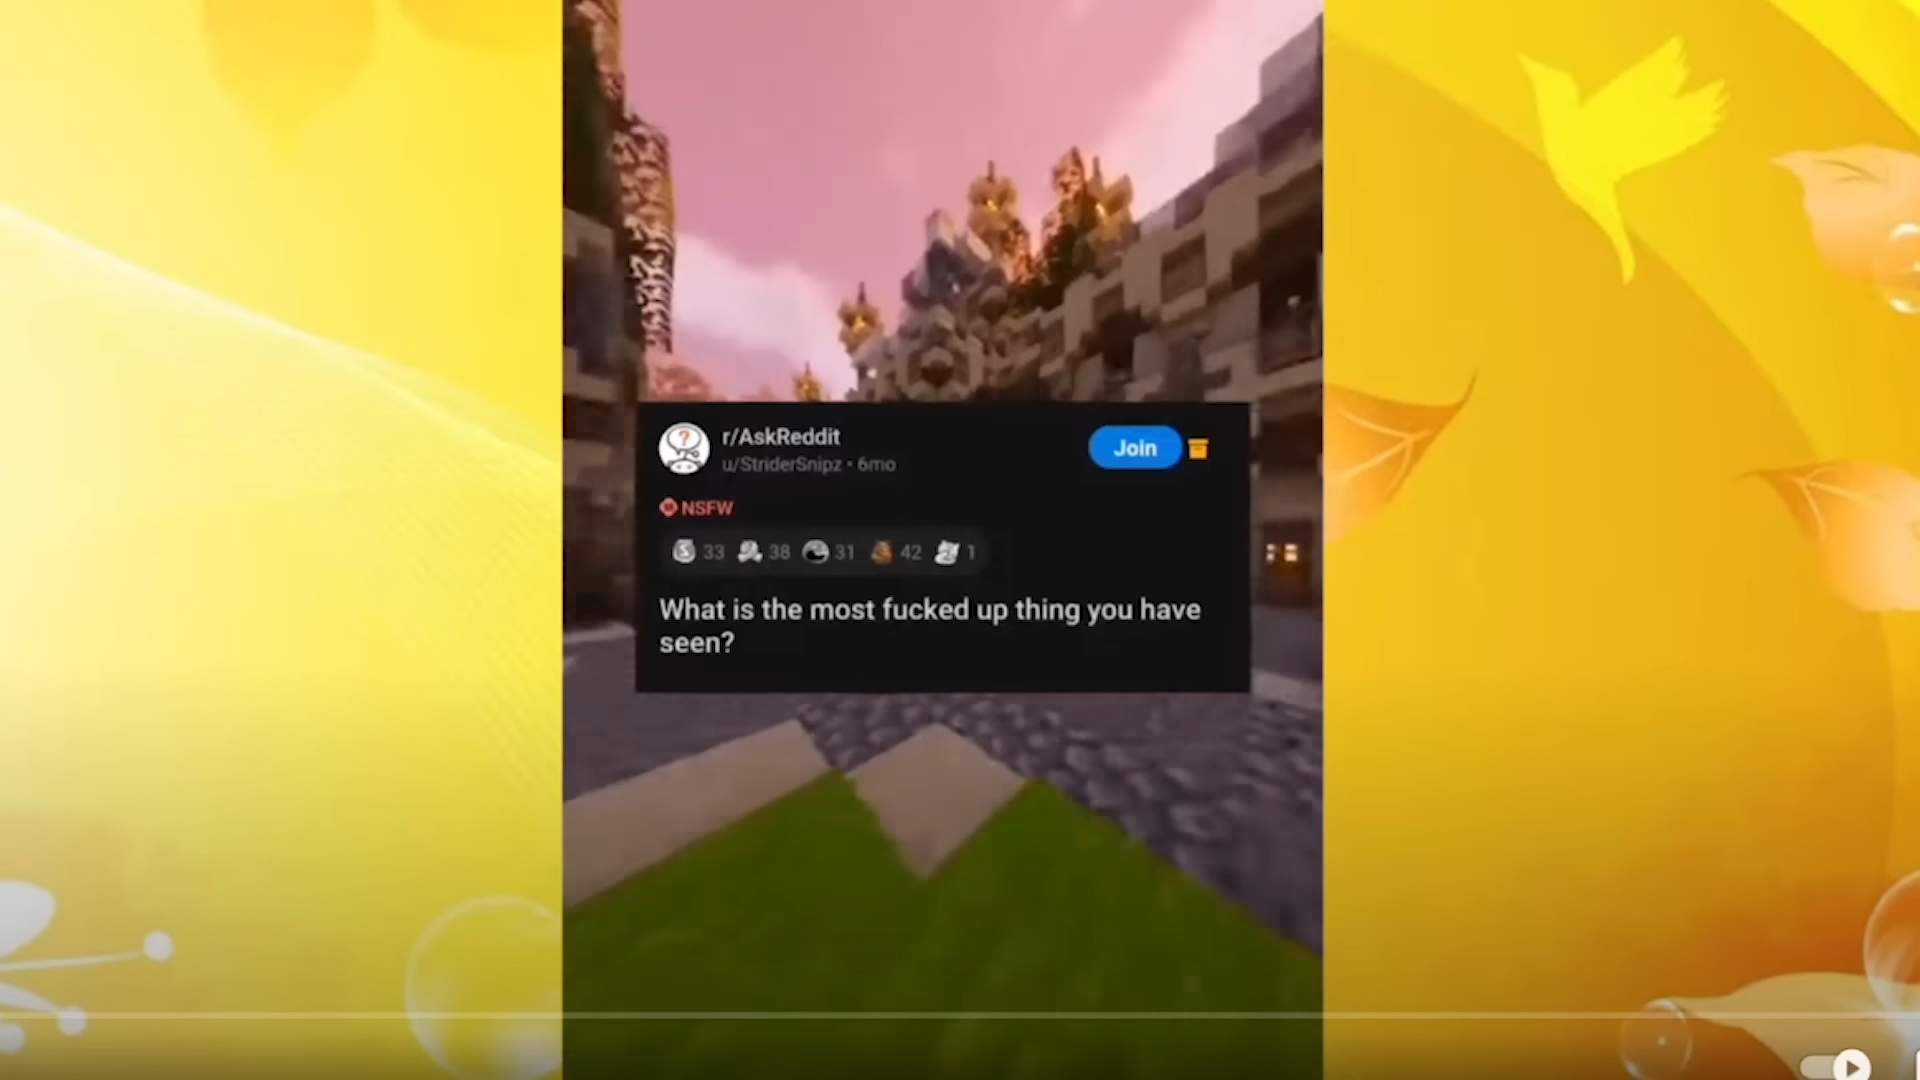 r/AskReddit
u/StriderSnipz • 6mo
Join
NSFW
33 38 31 42 1
What is the most fucked up thing you have
seen?